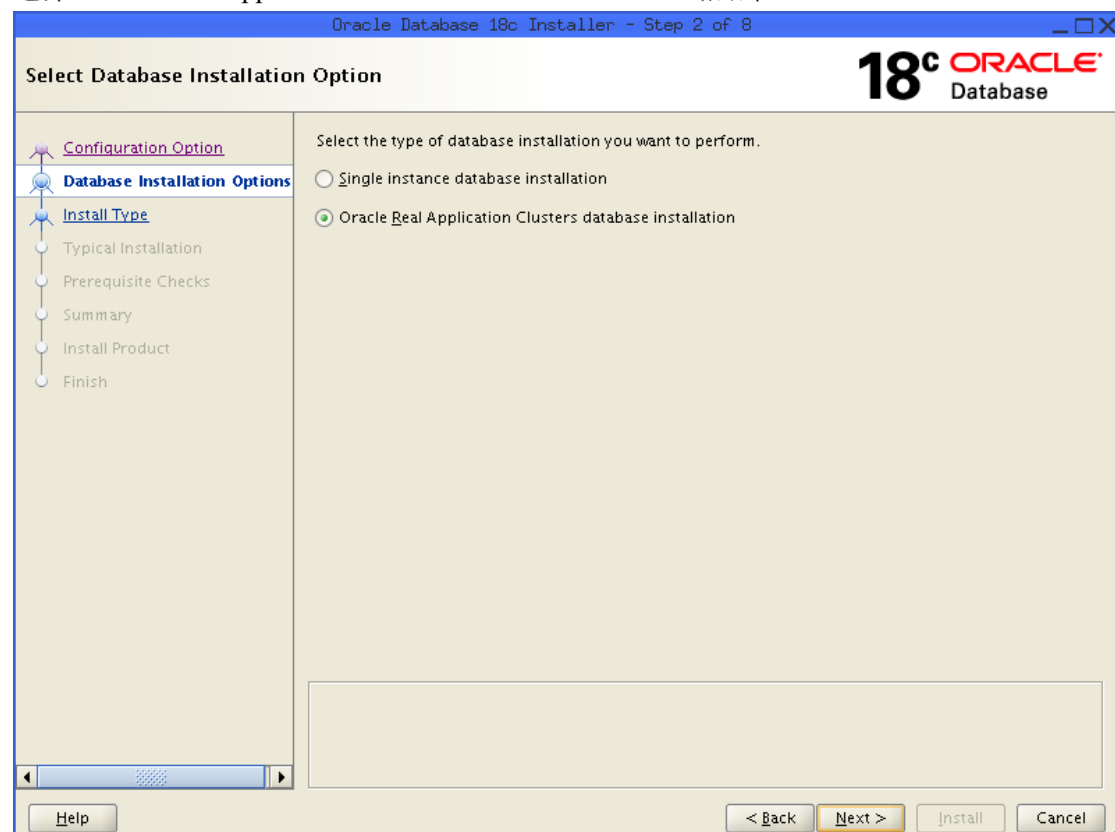 Oracle Database 18c Installer - Step 2 of 8
Select Database Installation Option
18c ORACLE
Database
Configuration Option
Database Installation Options
Install Type
Typical Installation
Prerequisite Checks
Summary
Install Product
Finish
Select the type of database installation you want to perform.
Single instance database installation
Oracle Real Application Clusters database installation
Help
< Back
Next >
Install
Cancel